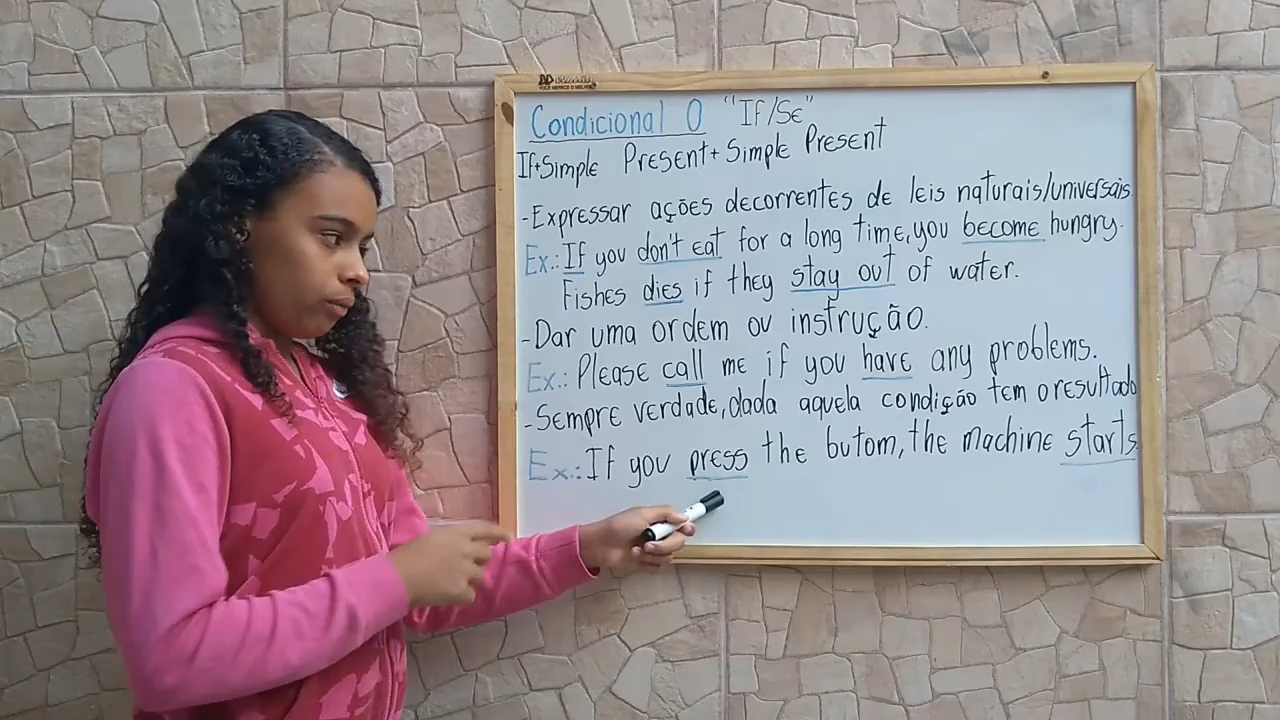 VOCÊ MERECE O MELHOR
Condicional 0 "If/Se"
If+Simple Present+Simple Present
-Expressar ações decorrentes de leis naturais/universais.
Ex.: If you don't eat for a long time, you become hungry.
Fishes dies if they stay out of water.
-Dar uma ordem ou instrução.
Ex.: Please call me if you have any problems.
-Sempre verdade, dada aquela condição tem o resultado
Ex.: If you press the butom, the machine starts.